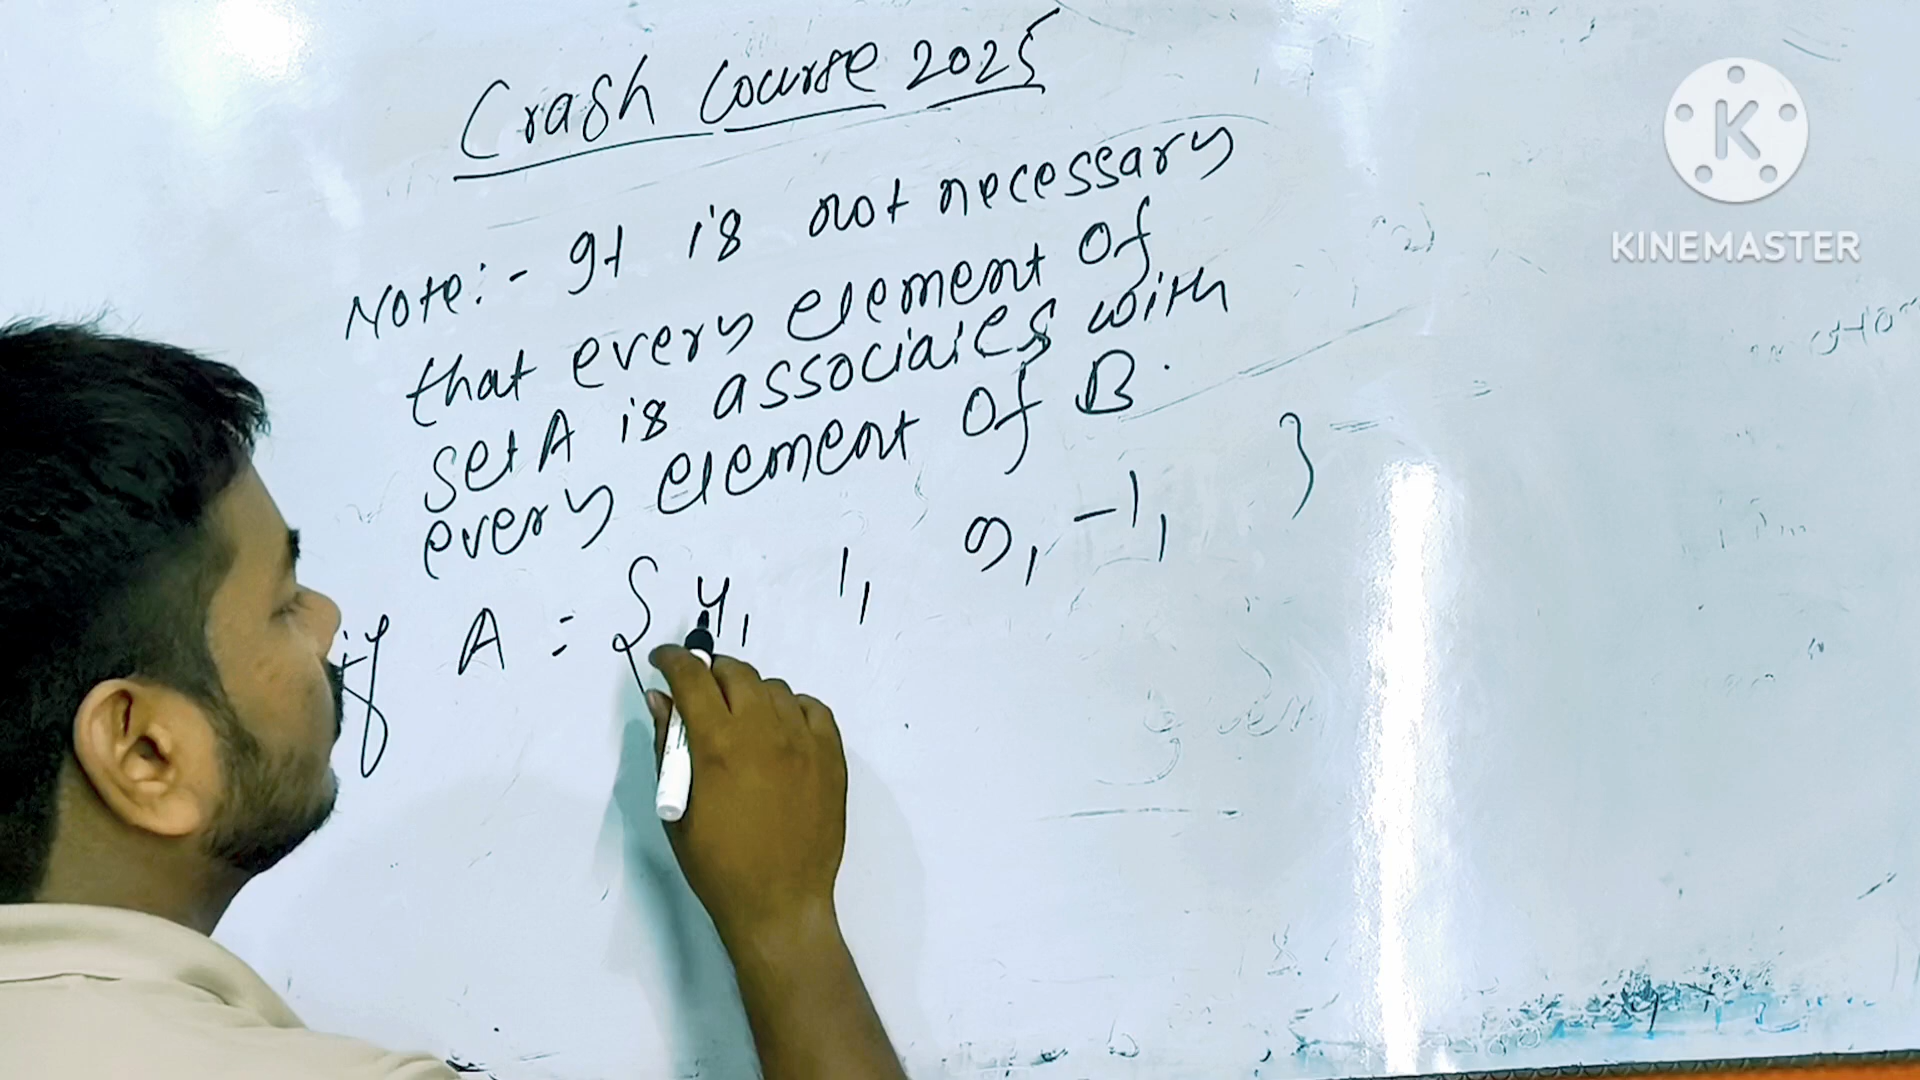 Crash Course 2025
Note:- It is not necessary
that every element of
set A is associaies with
every element of B.
if A = { 4, 1, 9, -1, }
K
KINEMASTER